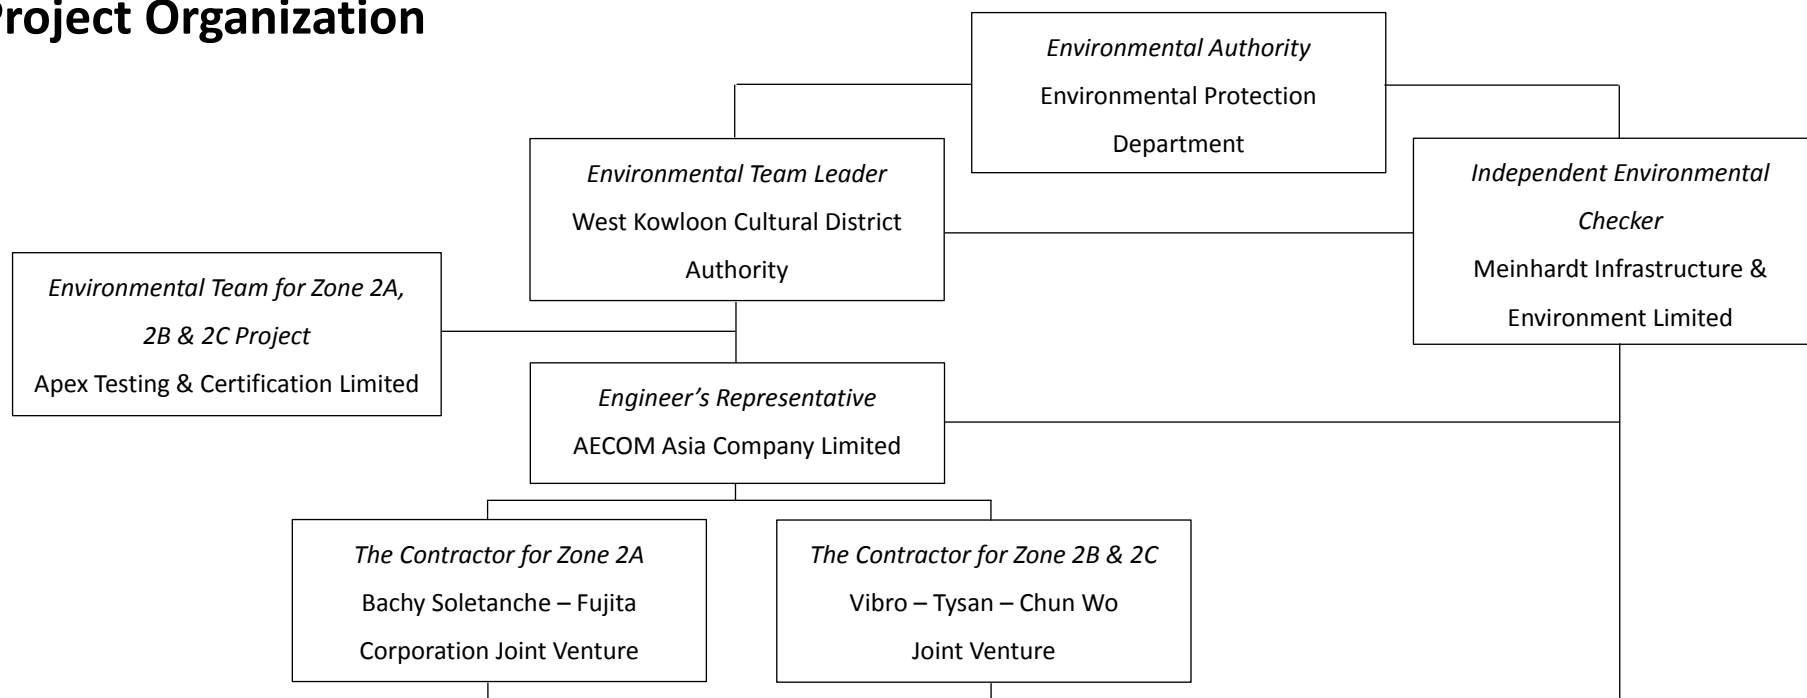 Project Organization
Environmental Authority
Environmental Protection
Department
Environmental Team Leader
West Kowloon Cultural District
Authority
Independent Environmental
Checker
Meinhardt Infrastructure &
Environment Limited
Environmental Team for Zone 2A,
2B & 2C Project
Apex Testing & Certification Limited
Engineer’s Representative
AECOM Asia Company Limited
The Contractor for Zone 2A
Bachy Soletanche – Fujita
Corporation Joint Venture
The Contractor for Zone 2B & 2C
Vibro – Tysan – Chun Wo
Joint Venture